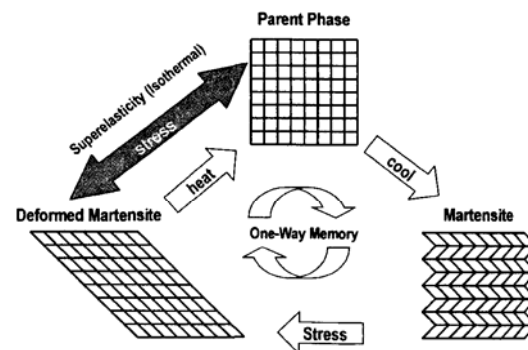 Parent Phase
Superelasticity (Isothermal)
stress
heat
cool
Deformed Martensite
One-Way Memory
Martensite
Stress